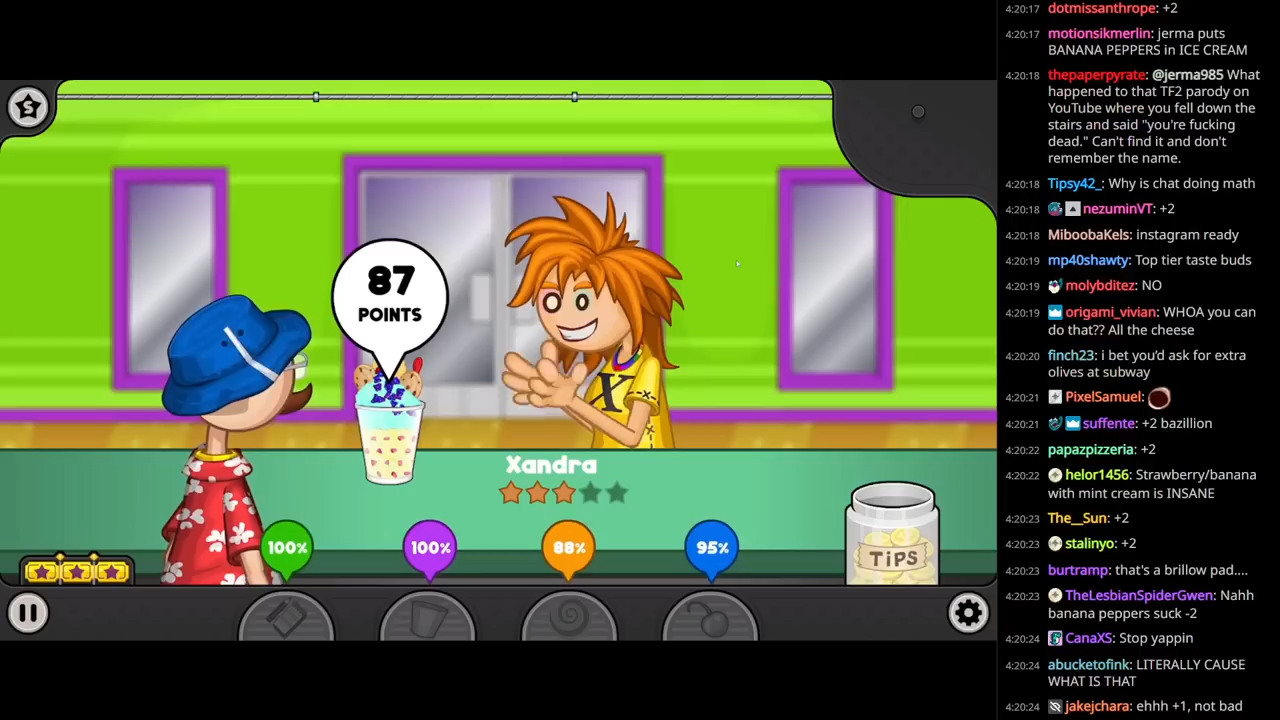 87
POINTS
X
Xandra
100%
100%
88%
95%
TiPS
4:20:17 dotmissanthrope: +2
4:20:17 motionsikmerlin: jerma puts
BANANA PEPPERS in ICE CREAM
4:20:18 thepaperpyrate: @jerma985 What
happened to that TF2 parody on
YouTube where you fell down the
stairs and said "you're fucking
dead." Can't find it and don't
remember the name.
4:20:18 Tipsy42_: Why is chat doing math
4:20:18 nezuminVT: +2
4:20:18 MiboobaKels: instagram ready
4:20:19 mp40shawty: Top tier taste buds
4:20:19 molybditez: NO
4:20:19 origami_vivian: WHOA you can
do that?? All the cheese
4:20:20 finch23: i bet you'd ask for extra
olives at subway
4:20:21 PixelSamuel:
4:20:21 suffente: +2 bazillion
4:20:22 papazpizzeria: +2
4:20:22 helor1456: Strawberry/banana
with mint cream is INSANE
4:20:23 The__Sun: +2
4:20:23 stalinyo: +2
4:20:23 burtramp: that's a brillow pad....
4:20:23 TheLesbianSpiderGwen: Nahh
banana peppers suck -2
4:20:24 CanaXS: Stop yappin
4:20:24 abucketofink: LITERALLY CAUSE
WHAT IS THAT
4:20:24 jakejchara: ehhh +1, not bad